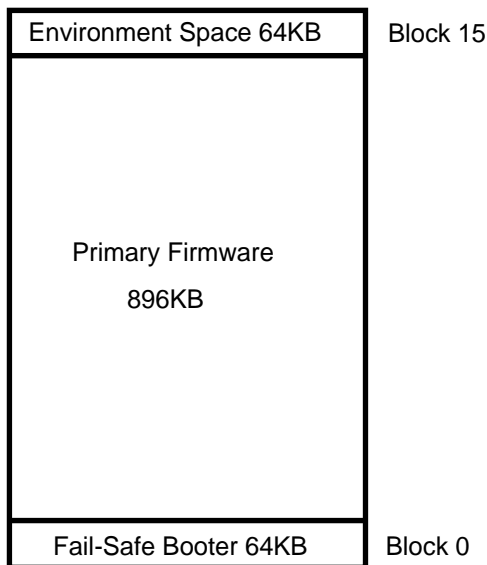 Environment Space 64KB
Block 15
Primary Firmware
896KB
Fail-Safe Booter 64KB
Block 0